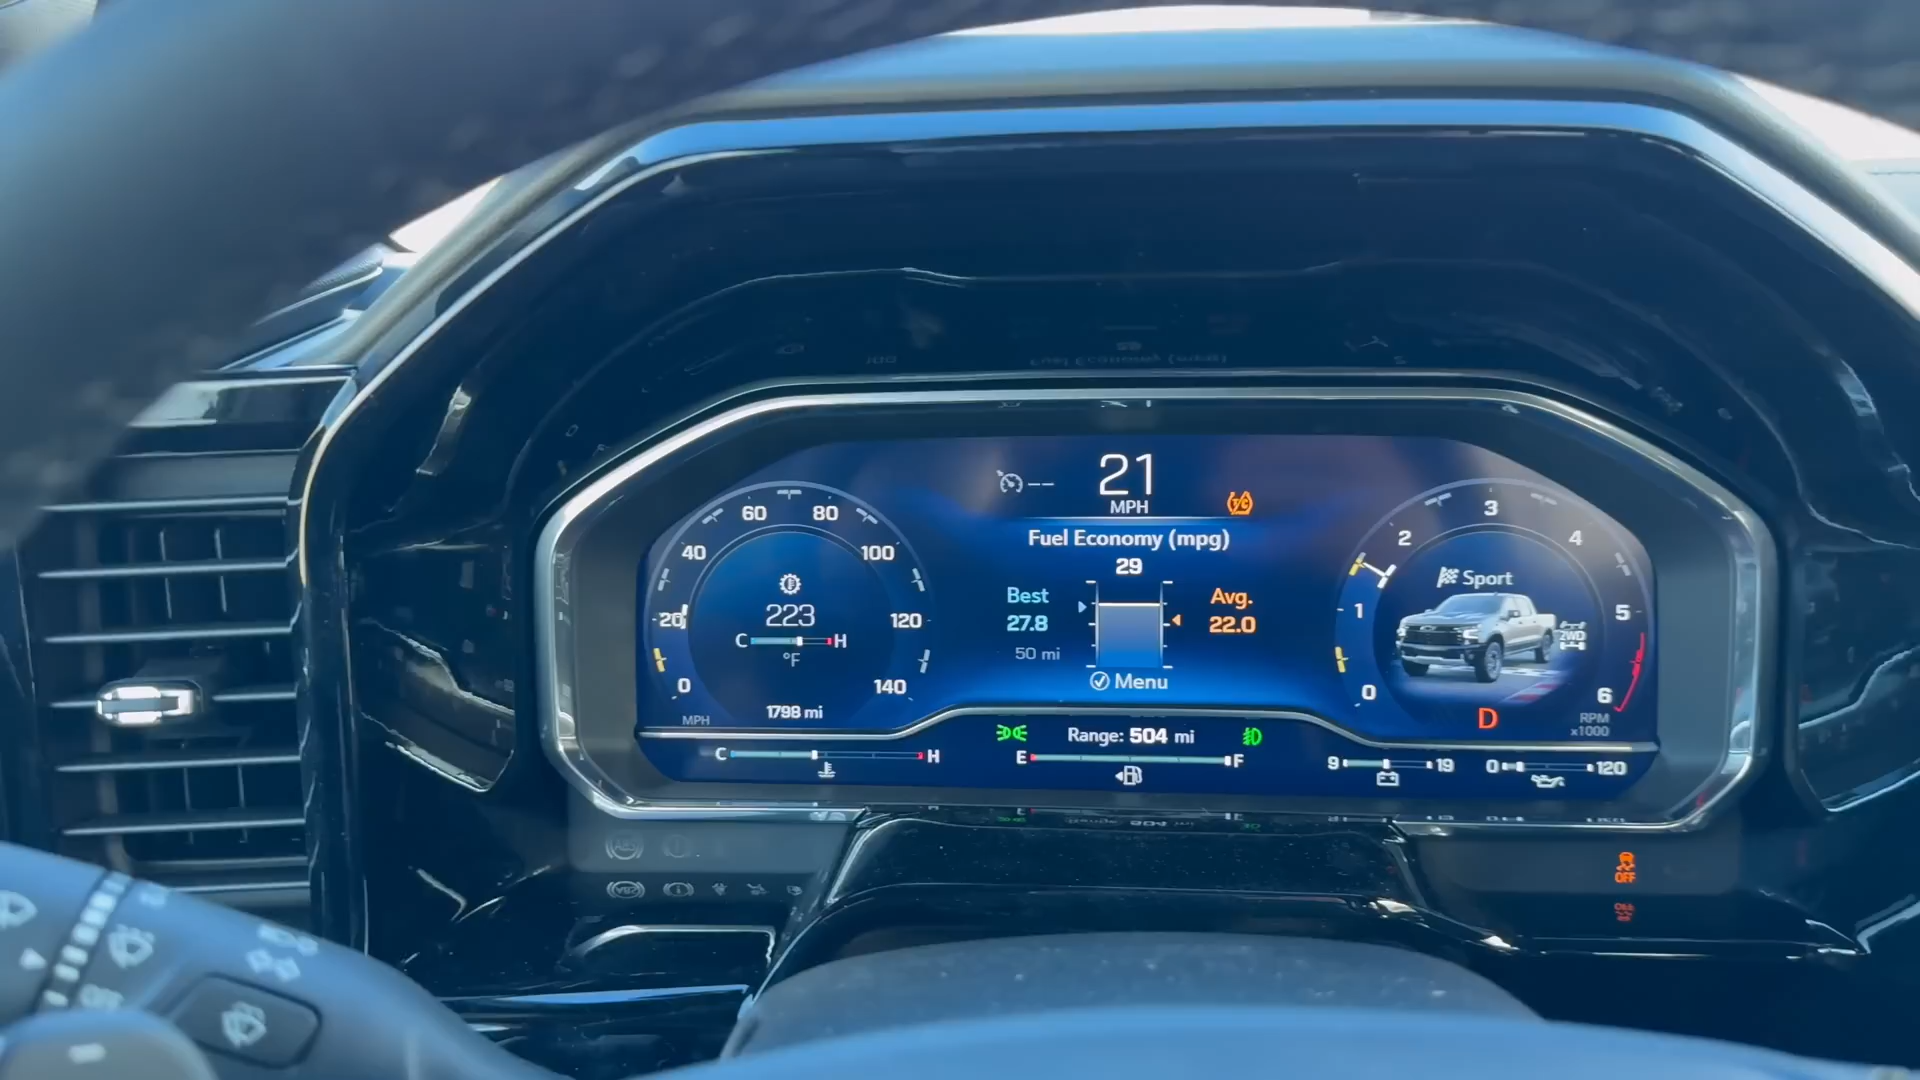 21
MPH
Fuel Economy (mpg)
29
Best
27.8
50 mi
Avg.
22.0
Menu
0
20
40
60
80
100
120
140
MPH
223
C H
°F
1798 mi
0
1
2
3
4
5
6
RPM
x1000
Sport
2WD
D
C H
Range: 504 mi
E F
9 19
0 120
ABS
OFF
OFF